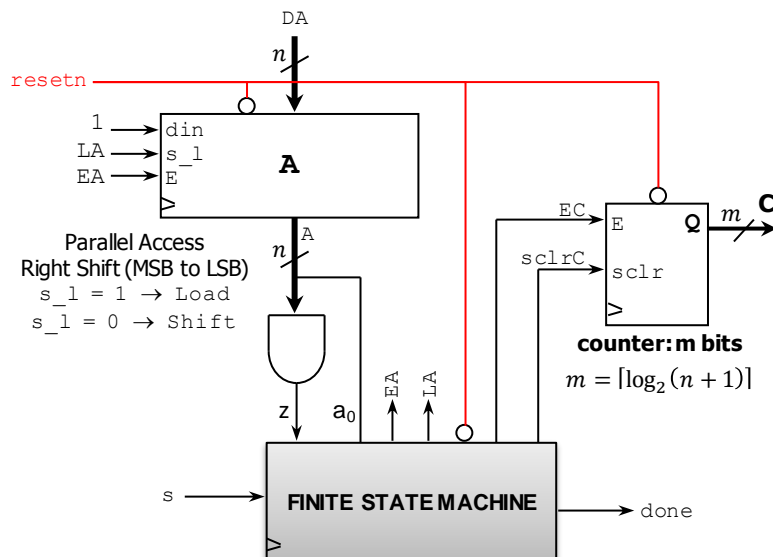 DA
n
resetn
1
din
LA
s_l
EA
E
A
Parallel Access
Right Shift (MSB to LSB)
s_l = 1 → Load
s_l = 0 → Shift
n
A
EC
E
Q
m
C
sclrC
sclr
counter: m bits
m = ⌈log₂(n + 1)⌉
z
a₀
EA
LA
s
FINITE STATE MACHINE
done